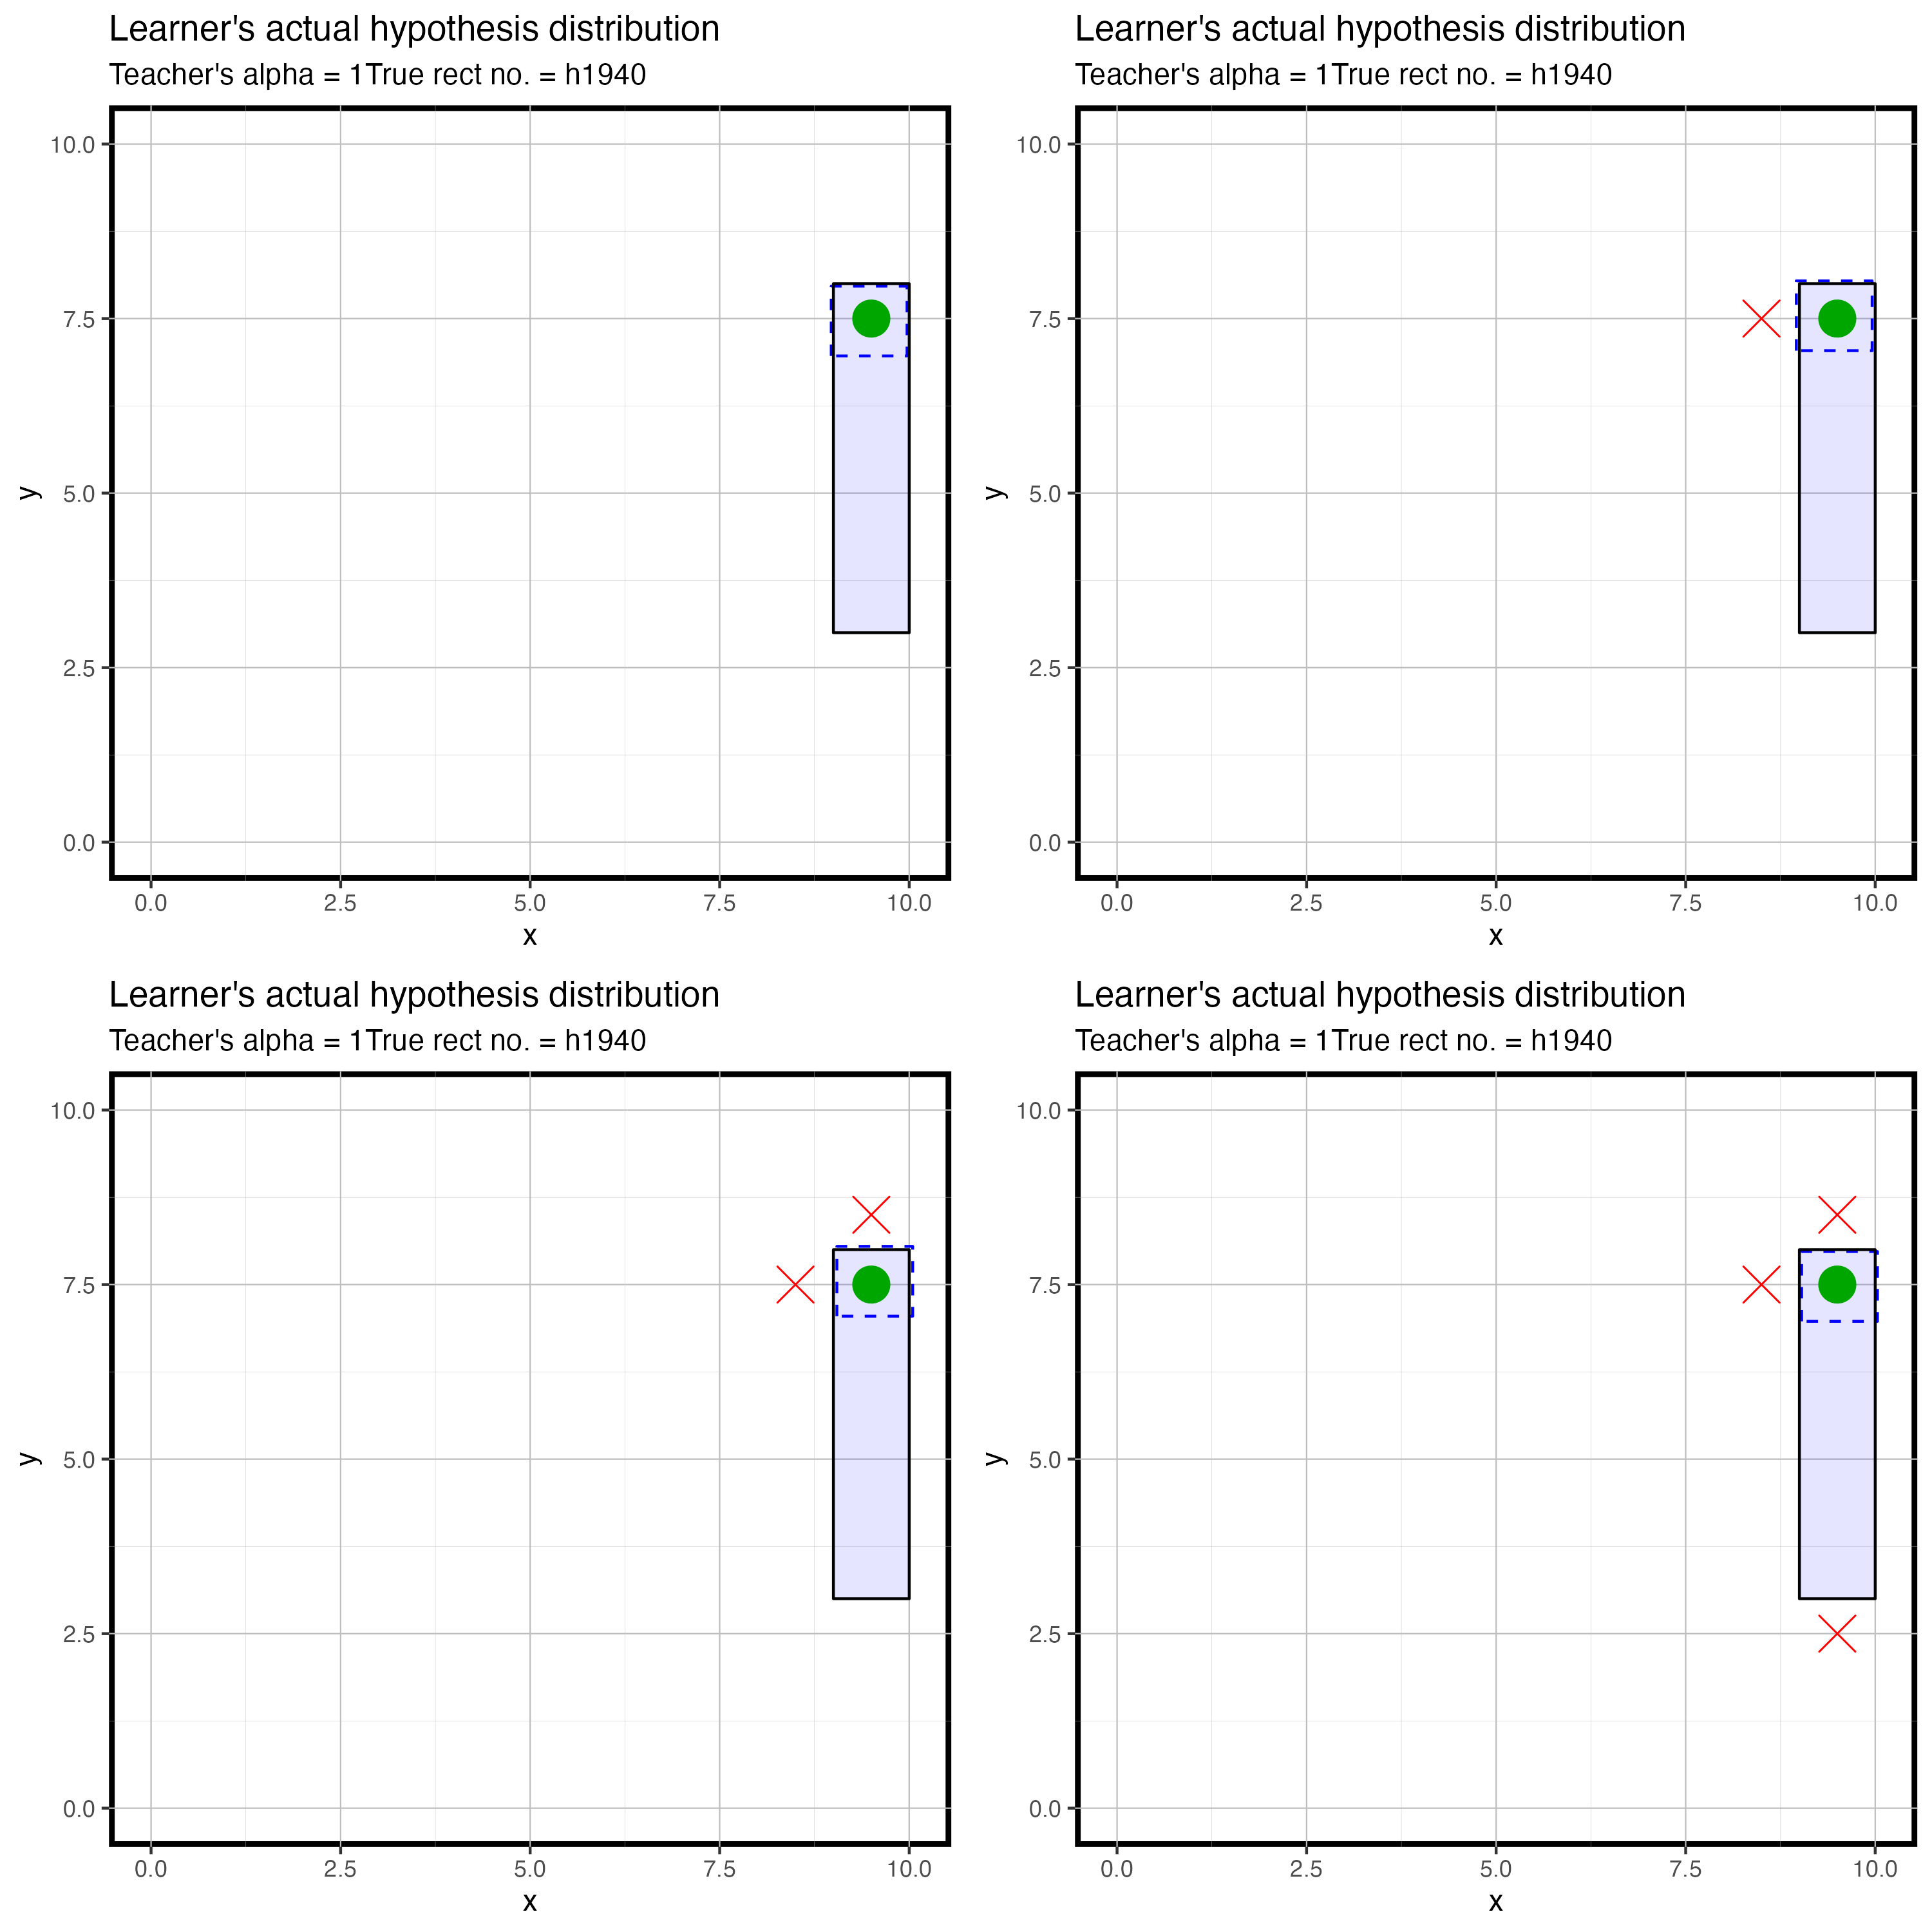 Learner's actual hypothesis distribution
Teacher's alpha = 1True rect no. = h1940
10.0
7.5
5.0
2.5
0.0
y
0.0 2.5 5.0 7.5 10.0
x
Learner's actual hypothesis distribution
Teacher's alpha = 1True rect no. = h1940
10.0
7.5
5.0
2.5
0.0
y
0.0 2.5 5.0 7.5 10.0
x
Learner's actual hypothesis distribution
Teacher's alpha = 1True rect no. = h1940
10.0
7.5
5.0
2.5
0.0
y
0.0 2.5 5.0 7.5 10.0
x
Learner's actual hypothesis distribution
Teacher's alpha = 1True rect no. = h1940
10.0
7.5
5.0
2.5
0.0
y
0.0 2.5 5.0 7.5 10.0
x